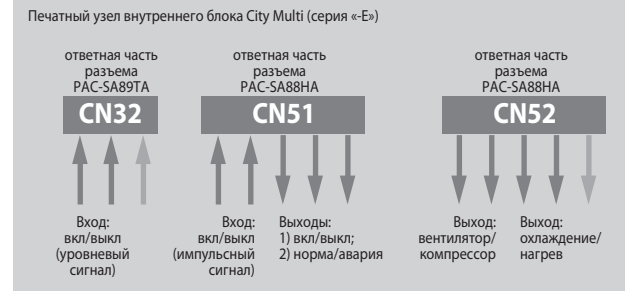 Печатный узел внутреннего блока City Multi (серия «-E»)
ответная часть
разъема
PAC-SA89TA
CN32
Вход:
вкл/выкл
(уровневый
сигнал)
ответная часть
разъема
PAC-SA88HA
CN51
Вход:
вкл/выкл
(импульсный
сигнал)
Выходы:
1) вкл/выкл;
2) норма/авария
ответная часть
разъема
PAC-SA88HA
CN52
Выход:
вентилятор/
компрессор
Выход:
охлаждение/
нагрев